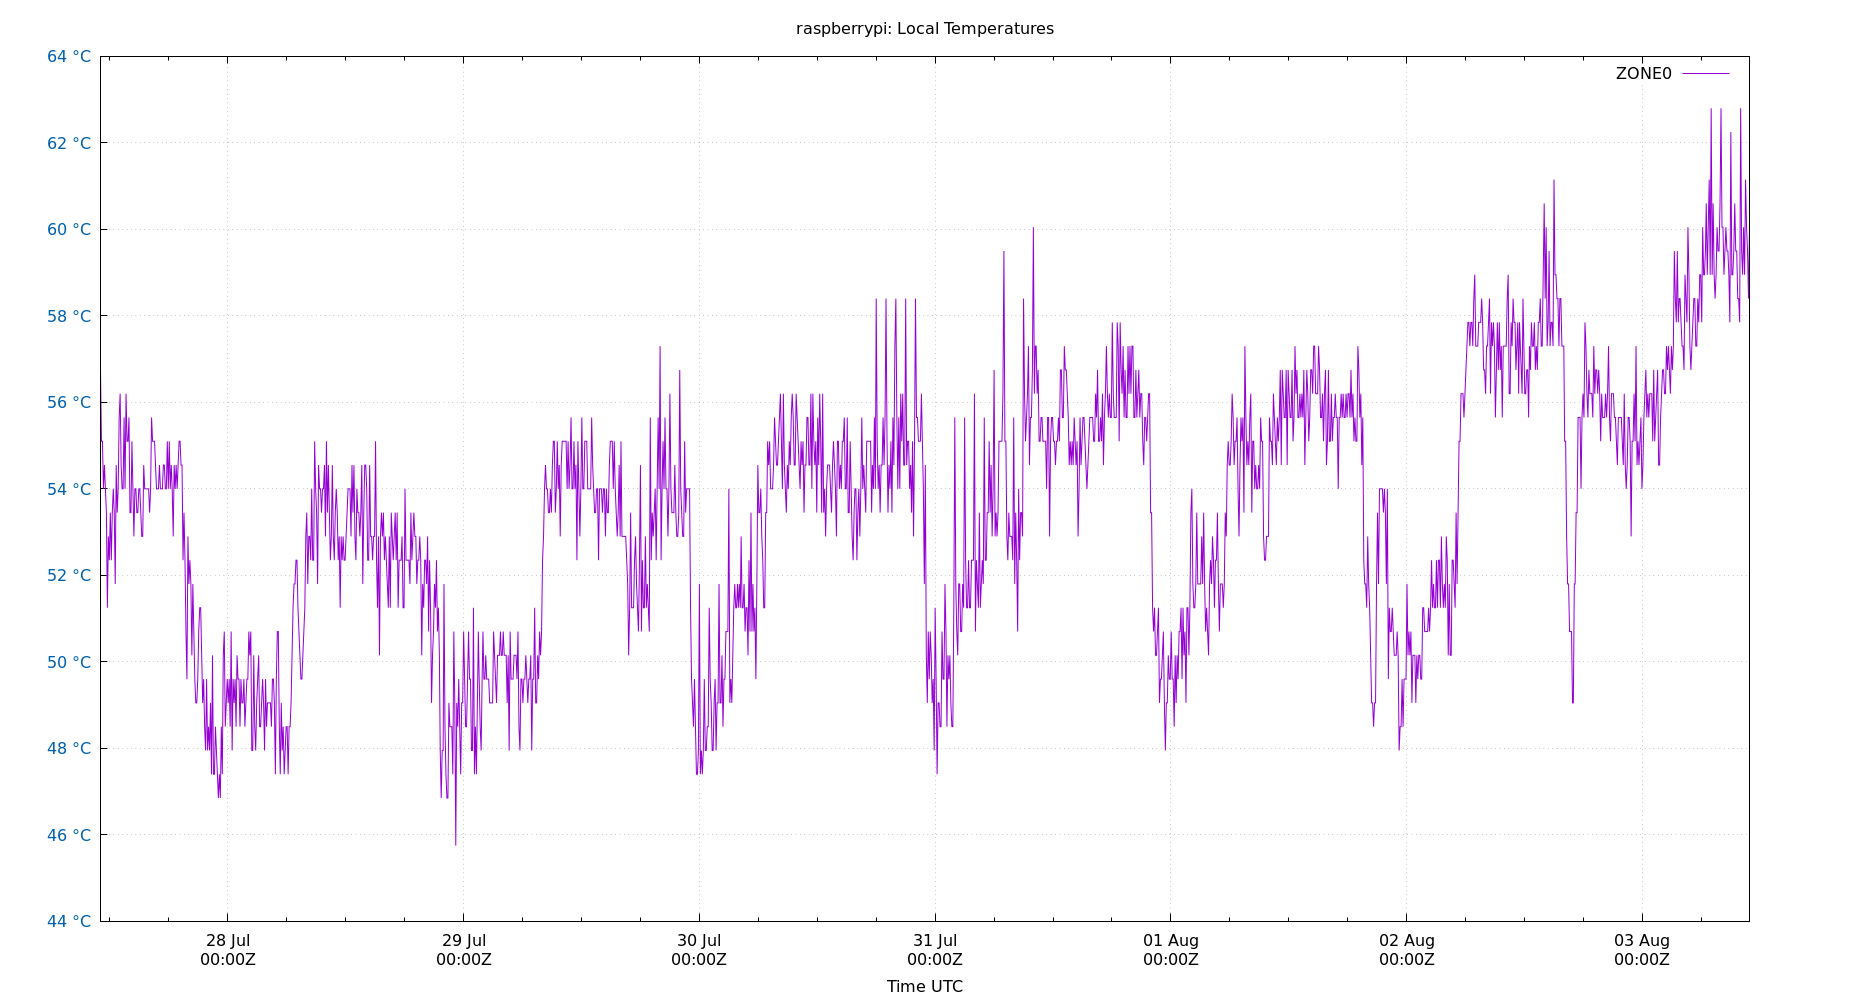 raspberrypi: Local Temperatures
64 °C
ZONE0
62 °C
60 °C
58 °C
56 °C
54 °C
52 °C
50 °C
48 °C
46 °C
44 °C
28 Jul 29 Jul 30 Jul 31 Jul 01 Aug 02 Aug 03 Aug
00:00Z 00:00Z 00:00Z 00:00Z 00:00Z 00:00Z 00:00Z
Time UTC